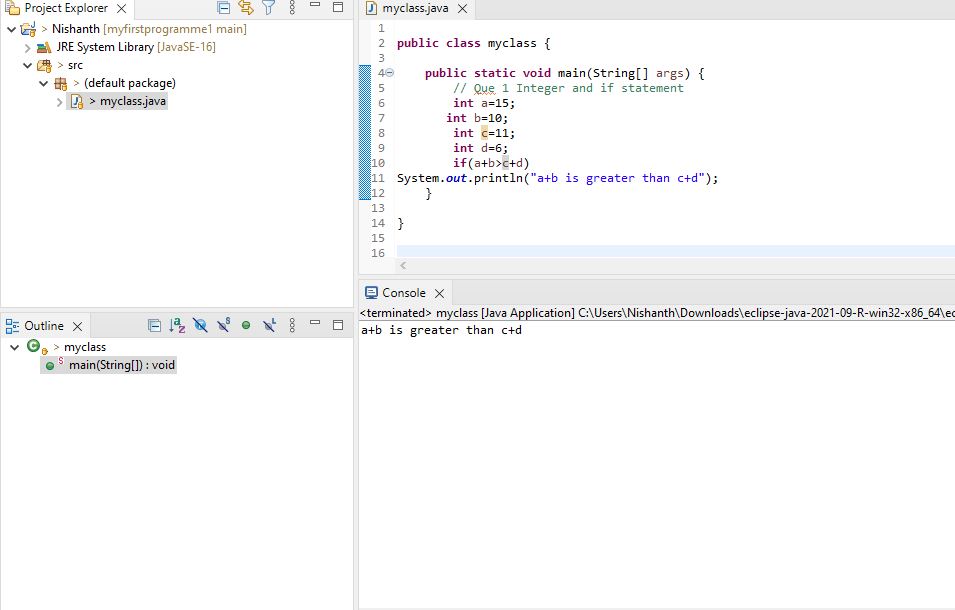 Project Explorer
> Nishanth [myfirstprogramme1 main]
JRE System Library [JavaSE-16]
> src
> (default package)
> myclass.java
Outline
> myclass
main(String[]) : void
myclass.java
1
2 public class myclass {
3
4 public static void main(String[] args) {
5 // Que 1 Integer and if statement
6 int a=15;
7 int b=10;
8 int c=11;
9 int d=6;
10 if(a+b>c+d)
11 System.out.println("a+b is greater than c+d");
12 }
13
14 }
15
16
Console
<terminated> myclass [Java Application] C:\Users\Nishanth\Downloads\eclipse-java-2021-09-R-win32-x86_64\ec
a+b is greater than c+d